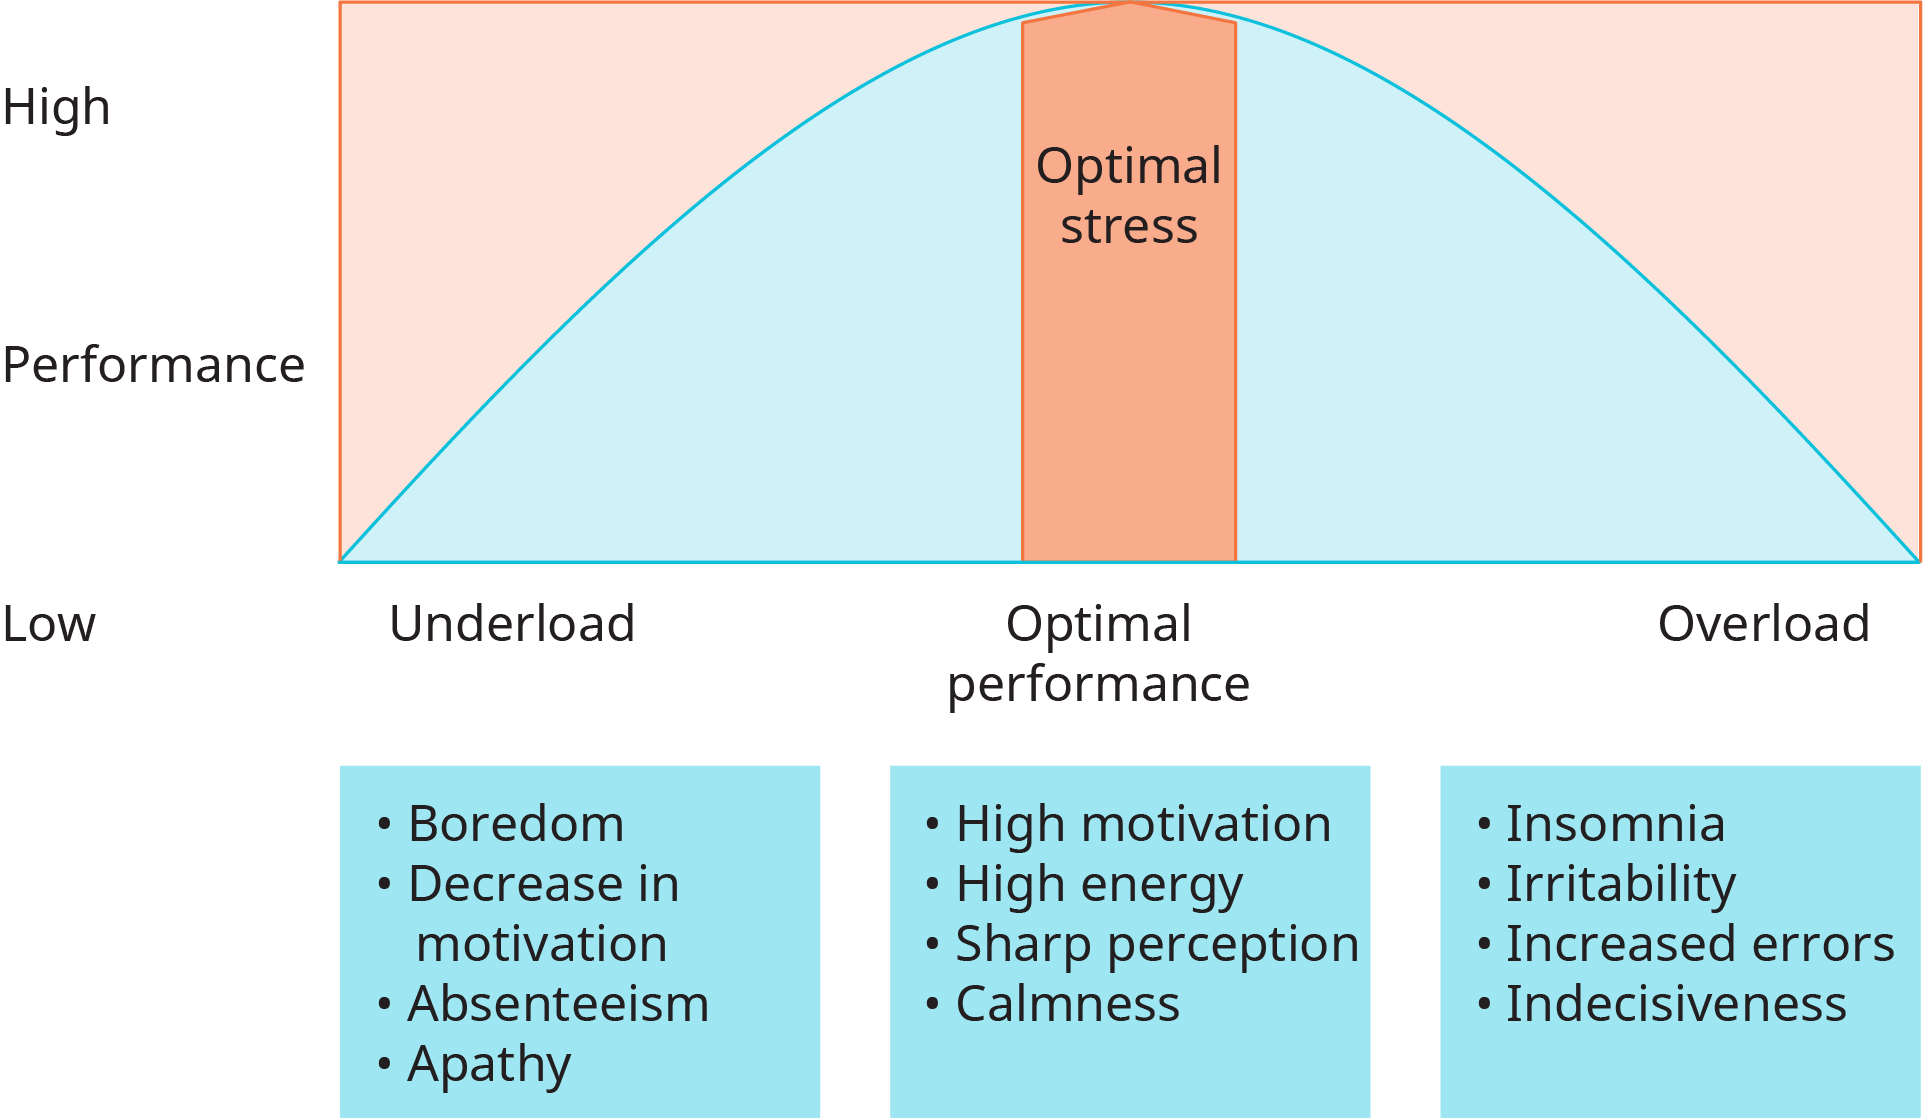 High
Optimal
stress
Performance
Low
Underload
Optimal
performance
Overload
• Boredom
• Decrease in
motivation
• Absenteeism
• Apathy
• High motivation
• High energy
• Sharp perception
• Calmness
• Insomnia
• Irritability
• Increased errors
• Indecisiveness